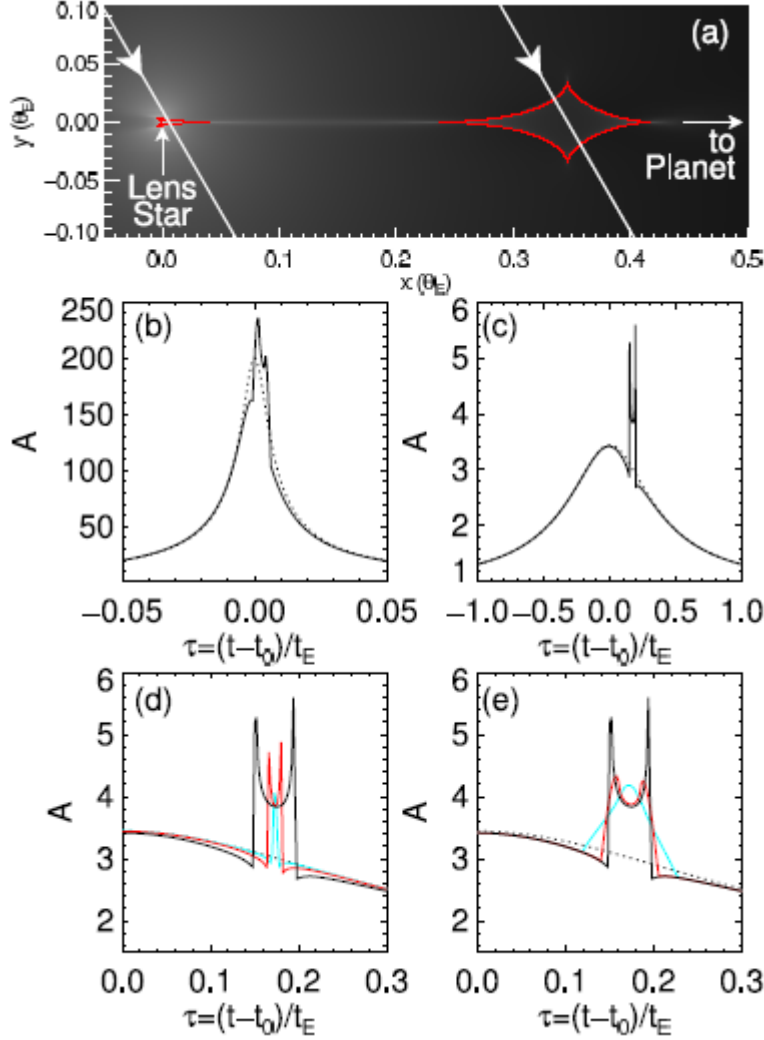 (a)
y (θE)
0.10
0.05
0.00
−0.05
−0.10
Lens
Star
to
Planet
0.0 0.1 0.2 0.3 0.4 0.5
x (θE)
(b)
A
250
200
150
100
50
−0.05 0.00 0.05
τ=(t−t0)/tE
(c)
A
6
5
4
3
2
1
−1.0 −0.5 0.0 0.5 1.0
τ=(t−t0)/tE
(d)
A
6
5
4
3
2
0.0 0.1 0.2 0.3
τ=(t−t0)/tE
(e)
A
6
5
4
3
2
0.0 0.1 0.2 0.3
τ=(t−t0)/tE